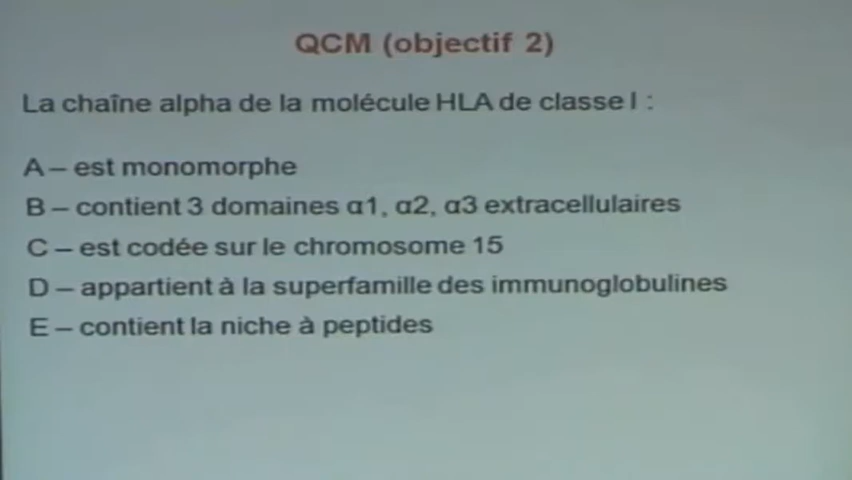 QCM (objectif 2)
La chaîne alpha de la molécule HLA de classe I :
A – est monomorphe
B – contient 3 domaines α1, α2, α3 extracellulaires
C – est codée sur le chromosome 15
D – appartient à la superfamille des immunoglobulines
E – contient la niche à peptides